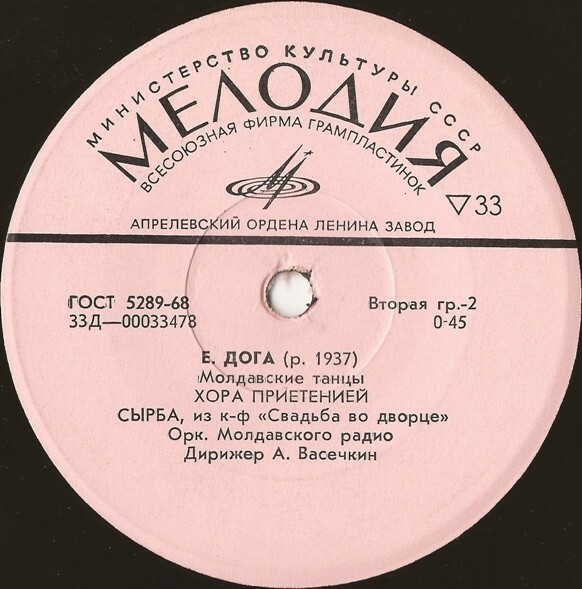 МИНИСТЕРСТВО КУЛЬТУРЫ СССР
МЕЛОДИЯ
ВСЕСОЮЗНАЯ ФИРМА ГРАМПЛАСТИНОК
▽33
АПРЕЛЕВСКИЙ ОРДЕНА ЛЕНИНА ЗАВОД
ГОСТ 5289-68
33Д—00033478
Вторая гр.-2
0-45
Е. ДОГА (р. 1937)
Молдавские танцы
ХОРА ПРИЕТЕНИЕЙ
СЫРБА, из к-ф «Свадьба во дворце»
Орк. Молдавского радио
Дирижер А. Васечкин